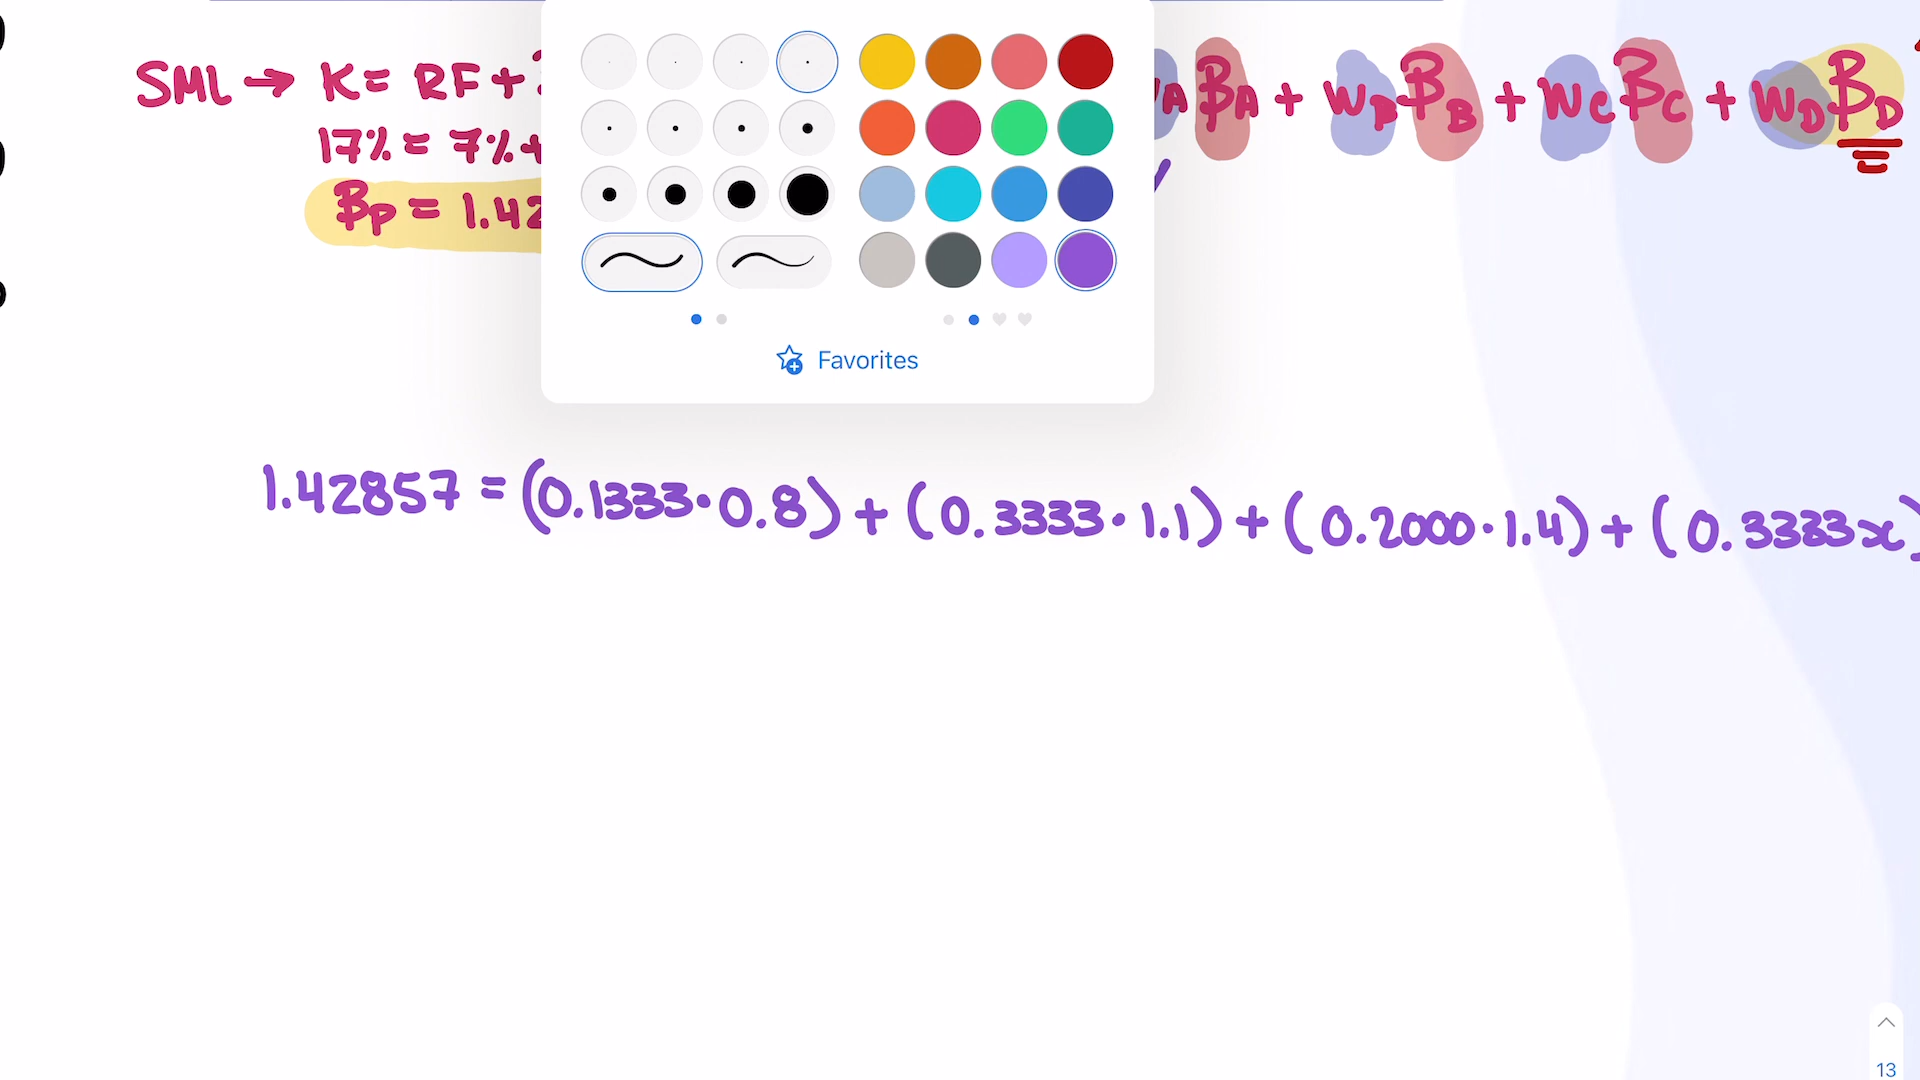 SML → K = RF +
17% = 7% +
βp = 1.42
A βA + WB βB + WC βC + WD βD
Favorites
1.42857 = (0.1333 · 0.8) + (0.3333 · 1.1) + (0.2000 · 1.4) + (0.3333x)
13